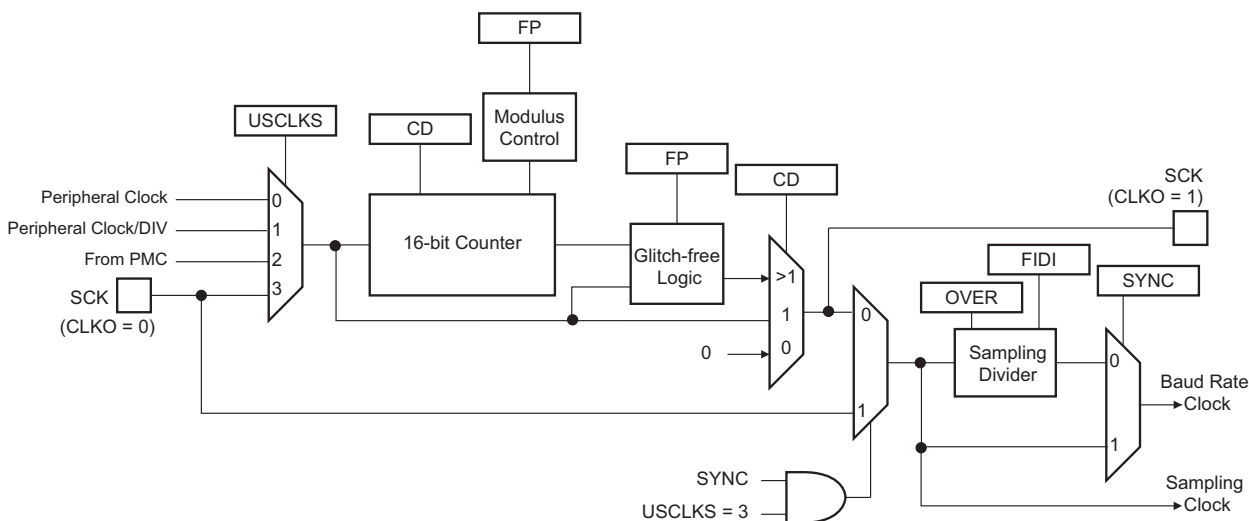 FP
USCLKS
CD
Modulus
Control
FP
CD
SCK
(CLKO = 1)
Peripheral Clock
0
Peripheral Clock/DIV
1
From PMC
2
3
SCK
(CLKO = 0)
16-bit Counter
Glitch-free
Logic
>1
1
0
0
0
1
FIDI
OVER
SYNC
Sampling
Divider
0
1
Baud Rate
Clock
SYNC
USCLKS = 3
Sampling
Clock